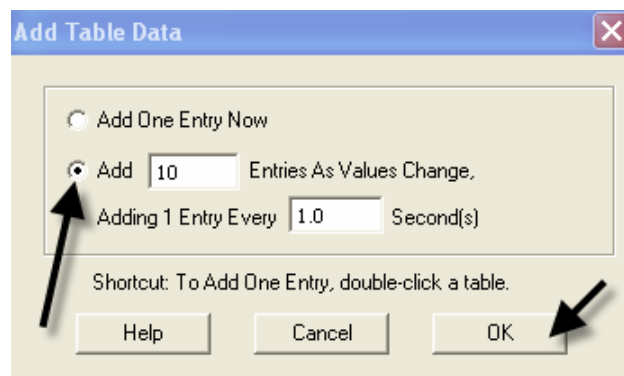 Add Table Data
Add One Entry Now
Add 10 Entries As Values Change,
Adding 1 Entry Every 1.0 Second(s)
Shortcut: To Add One Entry, double-click a table.
Help Cancel OK